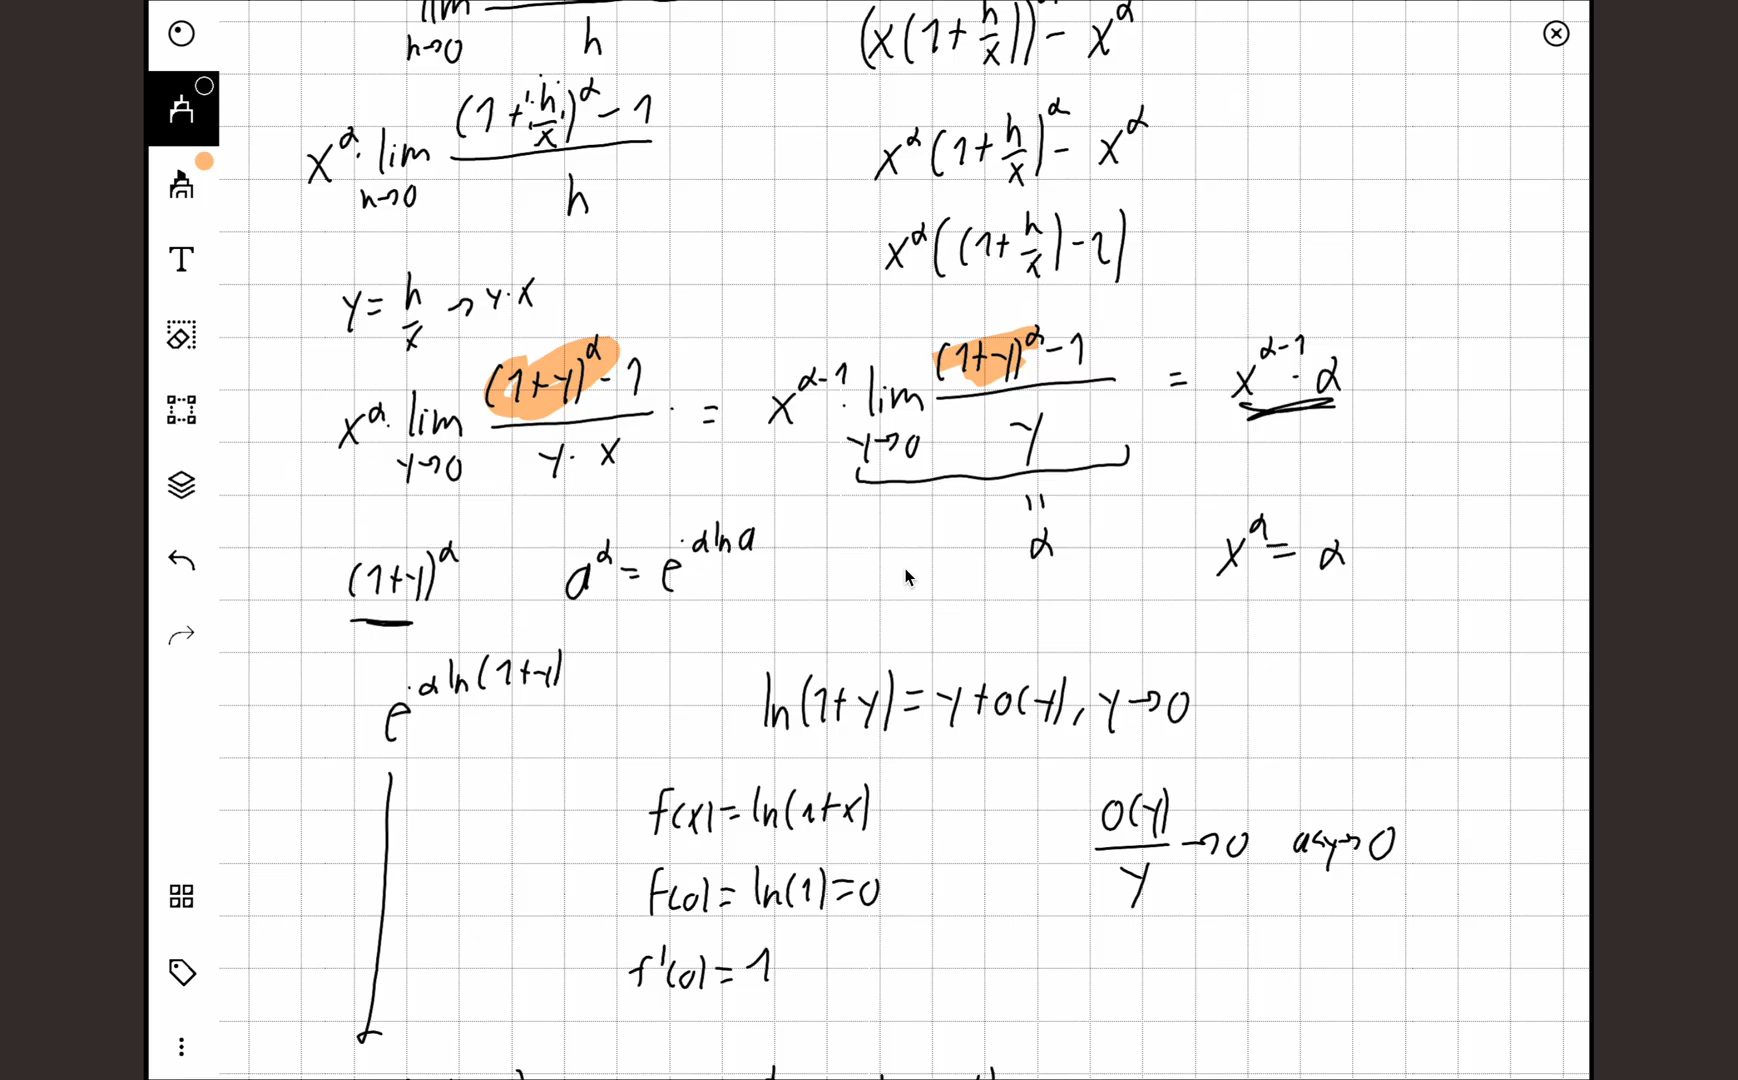 lim h→0 / h
(x(1+h/x)) - x^α
x^α · lim h→0 ((1+h/x)^α - 1)/h
x^α(1+h/x)^α - x^α
x^α((1+h/x) - 1)
y = h/x → y·x
x^α · lim y→0 ((1+y)^α - 1)/(y·x) = x^(α-1) · lim y→0 ((1+y)^α - 1)/y = x^(α-1) · α
= α
(1+y)^α
a^α = e^(α ln a)
x^α = α
e^(α ln(1+y))
ln(1+y) = y + o(y), y→0
f(x) = ln(1+x)
o(y)/y → 0 as y→0
f(0) = ln(1) = 0
f'(0) = 1
T